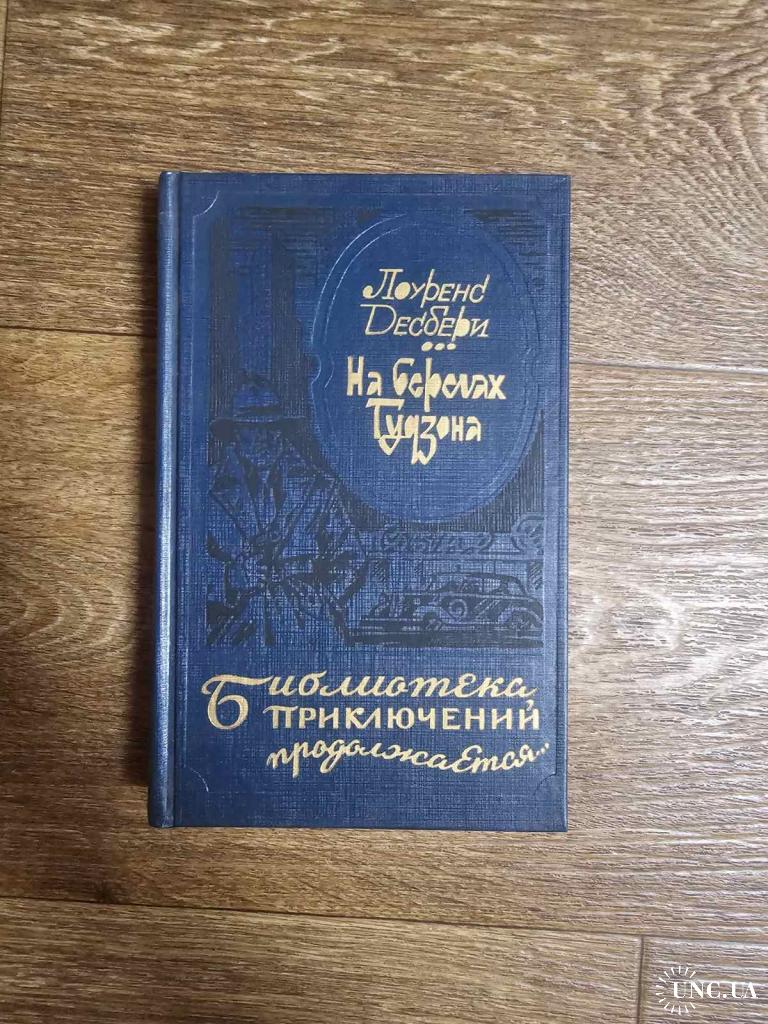 Лоуренс
Десбери
На берегах
Гудзона
Библиотека
приключений
продолжается...
UNC.UA